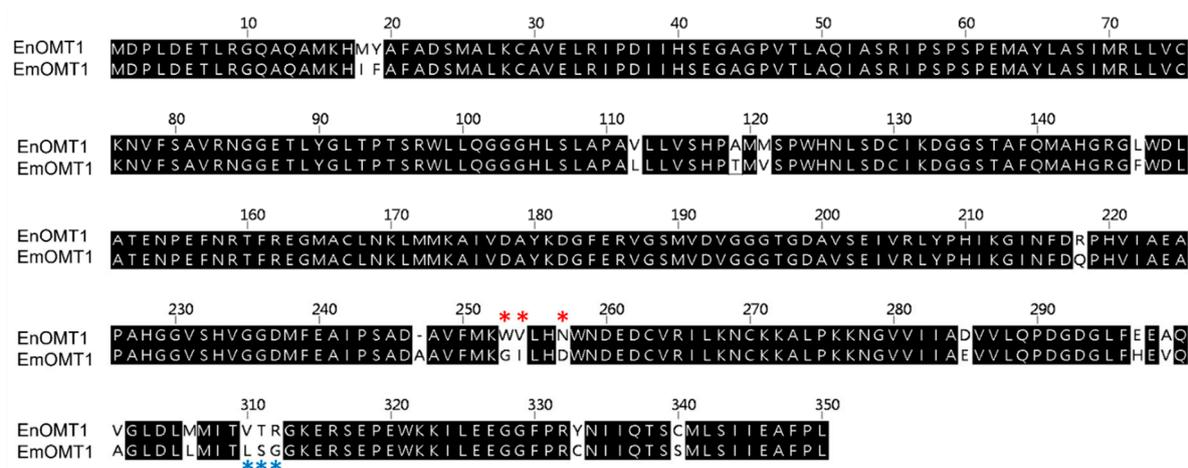 10 20 30 40 50 60 70
EnOMT1 MDPLDETLRGQAQAMKHMYAFADSMALKCAVELRIPDIIHSEGAGPVTLAQIASRIPSPSPEMAYLASIMRLLVC
EmOMT1 MDPLDETLRGQAQAMKHIFAFADSMALKCAVELRIPDIIHSEGAGPVTLAQIASRIPSPSPEMAYLASIMRLLVC
80 90 100 110 120 130 140
EnOMT1 KNVFSAVRNGGETLYGLTPTSRWLLQGGGGHLSLAPAVLLVSHPAMMSPWHNLSDCIKDGGSTAFQMAHGRGLWDL
EmOMT1 KNVFSAVRNGGETLYGLTPTSRWLLQGGGGHLSLAPALLLVSHPTMVSPWHNLSDCIKDGGSTAFQMAHGRGFWDL
160 170 180 190 200 210 220
EnOMT1 ATENPEFNRTFREGMACLNKLMMKAIVDAYKDGFERVGSMVDVGGGTGDAVSEIVRLYPHIKGINFDRPHVIAEA
EmOMT1 ATENPEFNRTFREGMACLNKLMMKAIVDAYKDGFERVGSMVDVGGGTGDAVSEIVRLYPHIKGINFDQPHVIAEA
230 240 250 260 270 280 290
* * *
EnOMT1 PAHGGVSHVGGDMFEAIPSAD-AVFMKWVLHNWNDEDCVRILKNCKKALPKKNGVVIIADVVLQPDGDGLFEEAQ
EmOMT1 PAHGGVSHVGGDMFEAIPSADAAVFMKGILHDWNDEDCVRILKNCKKALPKKNGVVIIAEVVLQPDGDGLFHEVQ
310 320 330 340 350
EnOMT1 VGLDLMMITVTRGKERSEPEWKKILEEGGFPRYNIIQTSCMLSIIEAFPL
EmOMT1 AGLDLLMITLSGGKERSEPEWKKILEEGGFPRCNIIQTSSMLSIIEAFPL
* * *